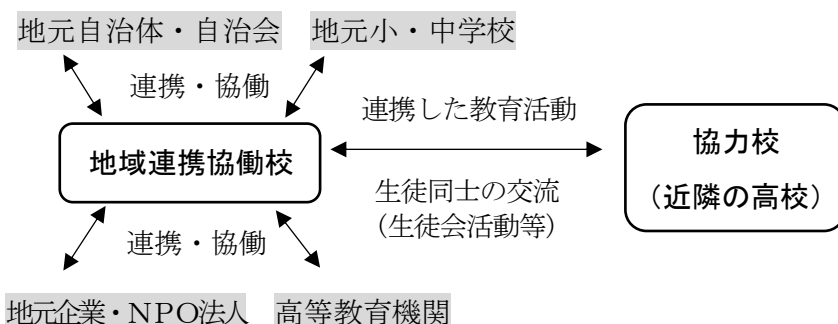 地元自治体・自治会
地元小・中学校
連携・協働
連携した教育活動
地域連携協働校
協力校
(近隣の高校)
生徒同士の交流
(生徒会活動等)
連携・協働
地元企業・NPO法人
高等教育機関